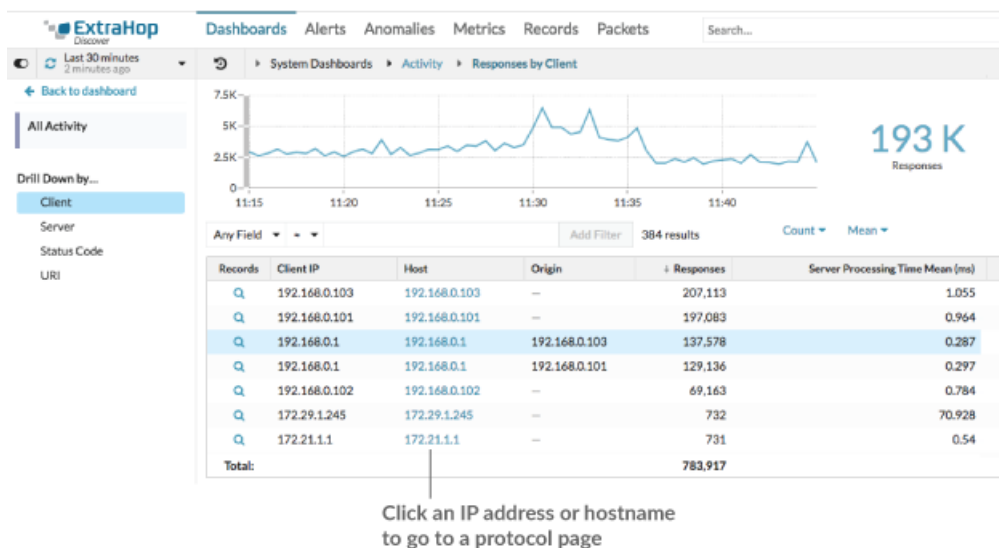 ExtraHop
Discover
Dashboards Alerts Anomalies Metrics Records Packets Search...
Last 30 minutes
2 minutes ago
System Dashboards Activity Responses by Client
Back to dashboard
All Activity
Drill Down by...
Client
Server
Status Code
URI
7.5K
5K
2.5K
0
11:15 11:20 11:25 11:30 11:35 11:40
193 K
Responses
Any Field = Add Filter 384 results Count Mean
Records Client IP Host Origin ↓ Responses Server Processing Time Mean (ms)
192.168.0.103 192.168.0.103 — 207,113 1.055
192.168.0.101 192.168.0.101 — 197,083 0.964
192.168.0.1 192.168.0.1 192.168.0.103 137,578 0.287
192.168.0.1 192.168.0.1 192.168.0.101 129,136 0.297
192.168.0.102 192.168.0.102 — 69,163 0.784
172.29.1.245 172.29.1.245 — 732 70.928
172.21.1.1 172.21.1.1 — 731 0.54
Total: 783,917
Click an IP address or hostname
to go to a protocol page